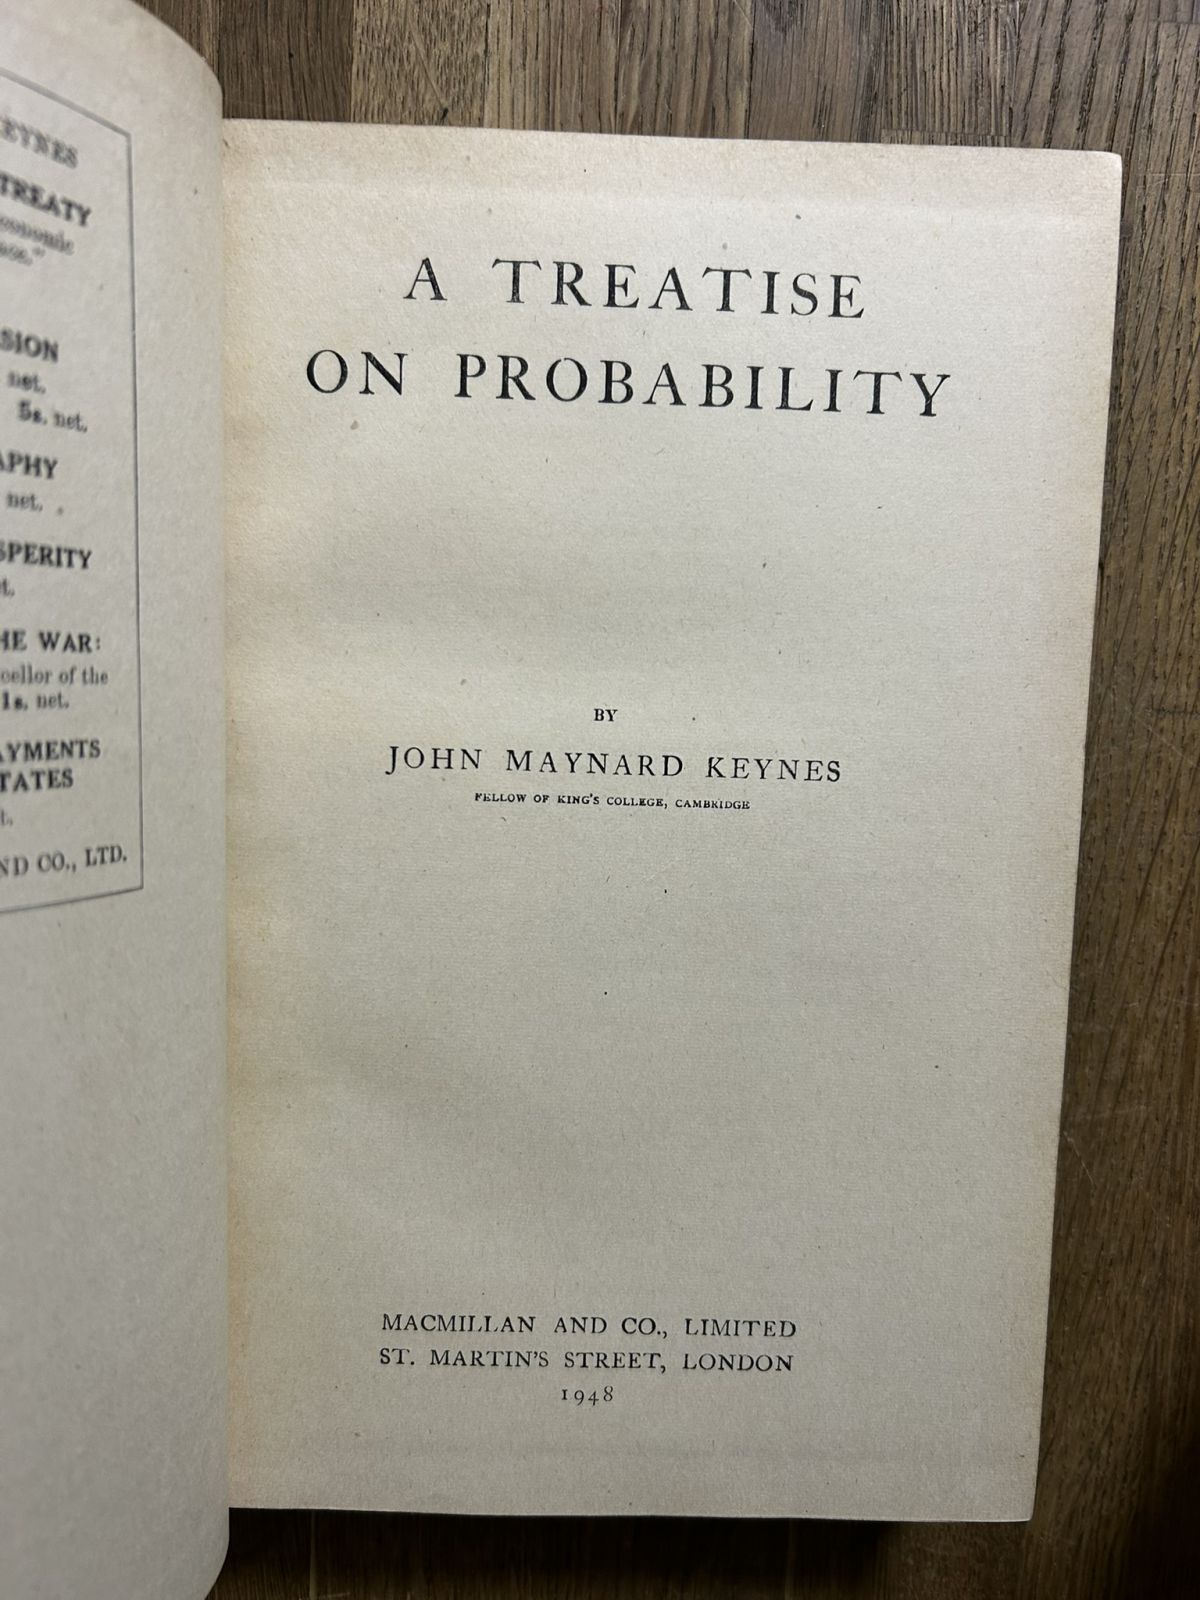 KEYNES
TREATY
economic
SION
net.
5s. net.
APHY
net.
SPERITY
t.
HE WAR:
cellor of the
1s. net.
AYMENTS
TATES
t.
ND CO., LTD.
A TREATISE
ON PROBABILITY
BY
JOHN MAYNARD KEYNES
FELLOW OF KING'S COLLEGE, CAMBRIDGE
MACMILLAN AND CO., LIMITED
ST. MARTIN'S STREET, LONDON
1948